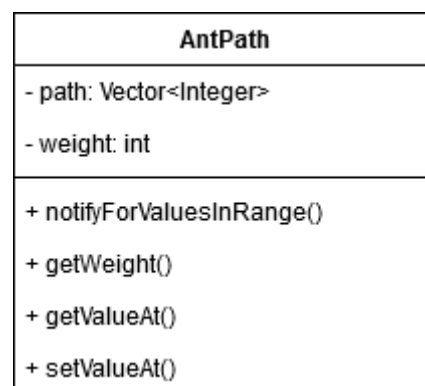 AntPath
- path: Vector<Integer>
- weight: int
+ notifyForValuesInRange()
+ getWeight()
+ getValueAt()
+ setValueAt()